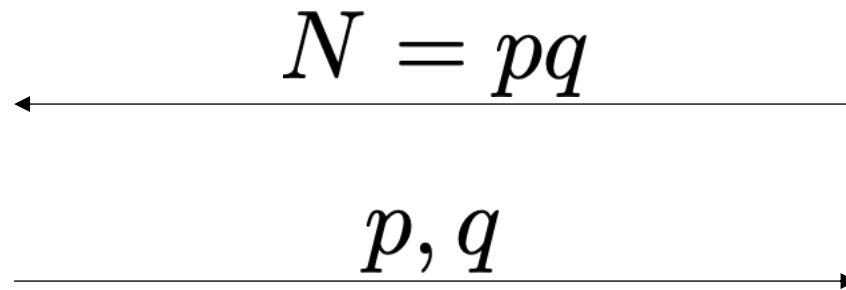 N = pq
p, q